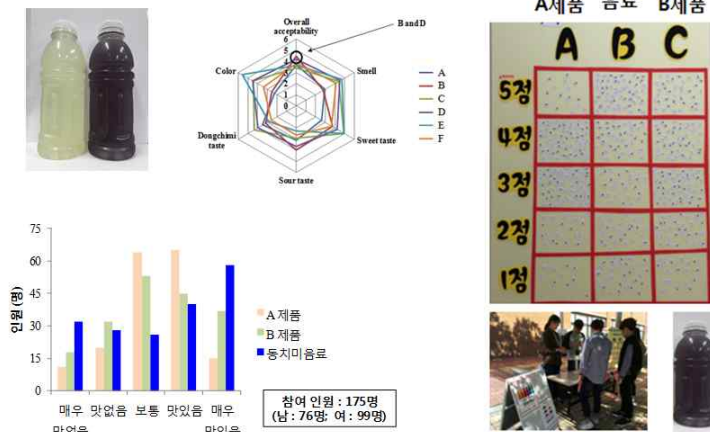 A제품 음료 B제품
Overall
acceptability
B and D
6
5
4
3
2
1
0
Color
Smell
Dongchimi
taste
Sweet taste
Sour taste
A
B
C
D
E
F
A B C
5점
4점
3점
2점
1점
75
60
45
30
15
0
인원(명)
A 제품
B 제품
동치미음료
매우 맛없음 보통 맛있음 매우
맛없음 맛있음
참여 인원 : 175명
(남 : 76명; 여 : 99명)